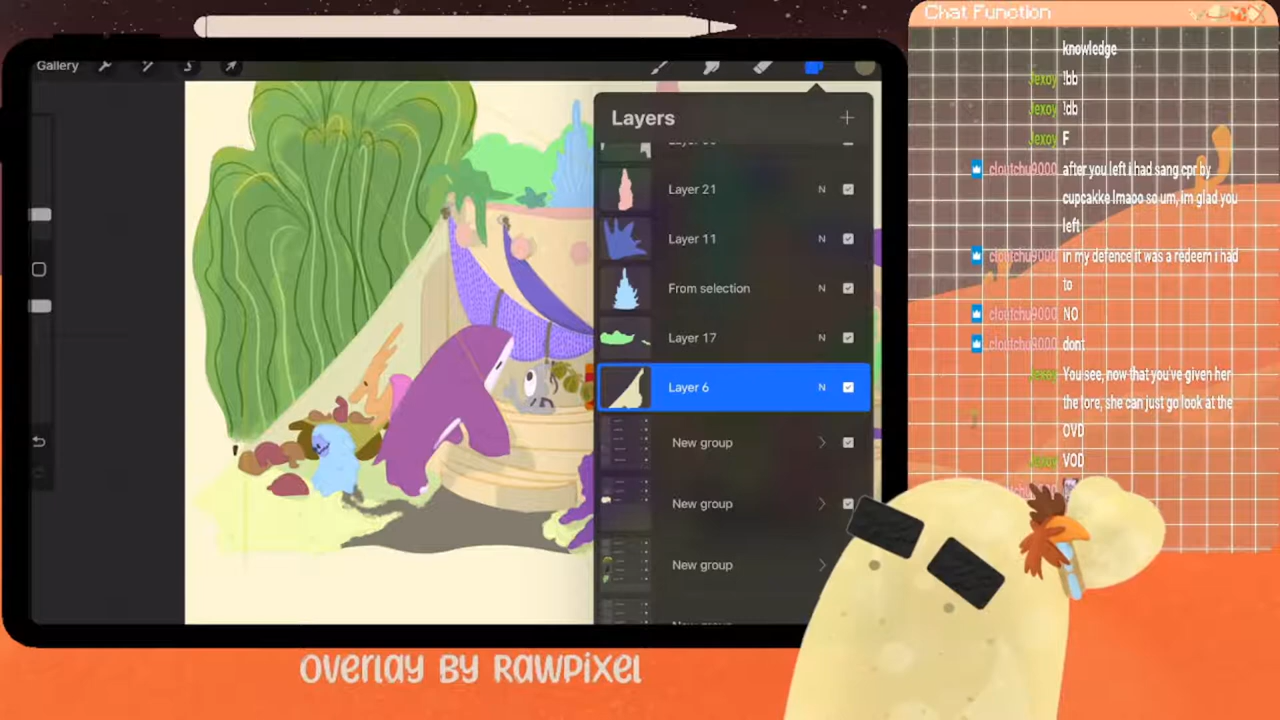 Chat Function
Gallery
Layers
Layer 21
N
Layer 11
N
From selection
N
Layer 17
N
Layer 6
N
New group
New group
New group
knowledge
Jexoy !bb
Jexoy !db
Jexoy F
cloutchu9000 after you left i had sang cpr by
cupcakke lmaoo so um, im glad you
left
cloutchu9000 in my defence it was a redeem i had
to
cloutchu9000 NO
cloutchu9000 dont
Jexoy You see, now that you've given her
the lore, she can just go look at the
OVD
Jexoy VOD
OVERLAY BY RAWPIXEL